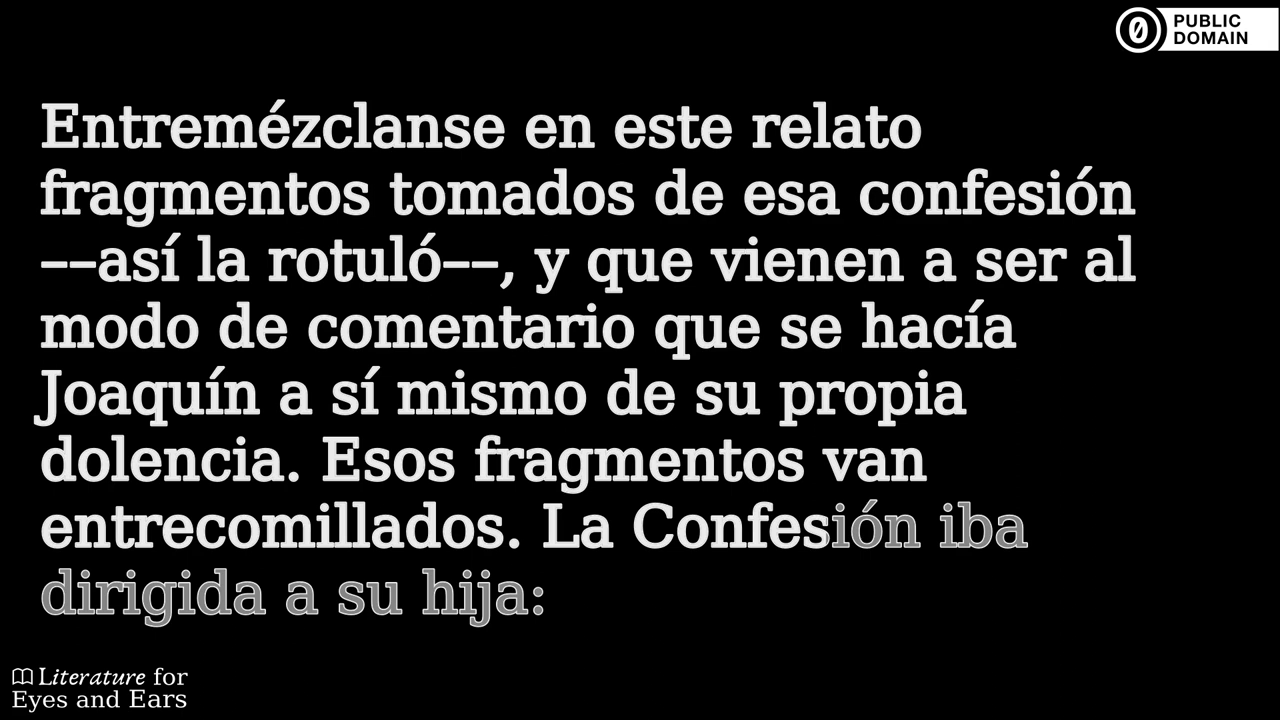 PUBLIC
DOMAIN
Entremézclanse en este relato
fragmentos tomados de esa confesión
––así la rotuló––, y que vienen a ser al
modo de comentario que se hacía
Joaquín a sí mismo de su propia
dolencia. Esos fragmentos van
entrecomillados. La Confesión iba
dirigida a su hija:
Literature for
Eyes and Ears